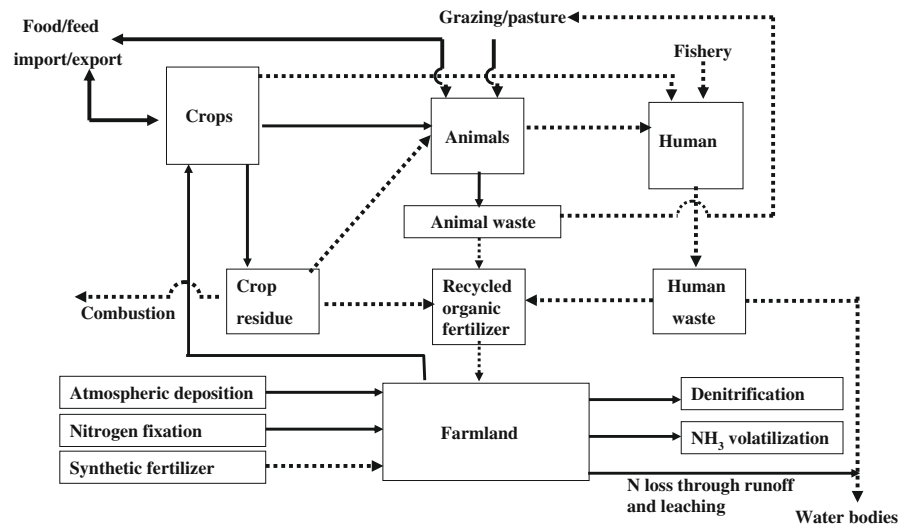 Food/feed
import/export
Grazing/pasture
Fishery
Crops
Animals
Human
Animal waste
Crop
residue
Recycled
organic
fertilizer
Human
waste
Combustion
Atmospheric deposition
Nitrogen fixation
Synthetic fertilizer
Farmland
Denitrification
NH₃ volatilization
N loss through runoff
and leaching
Water bodies